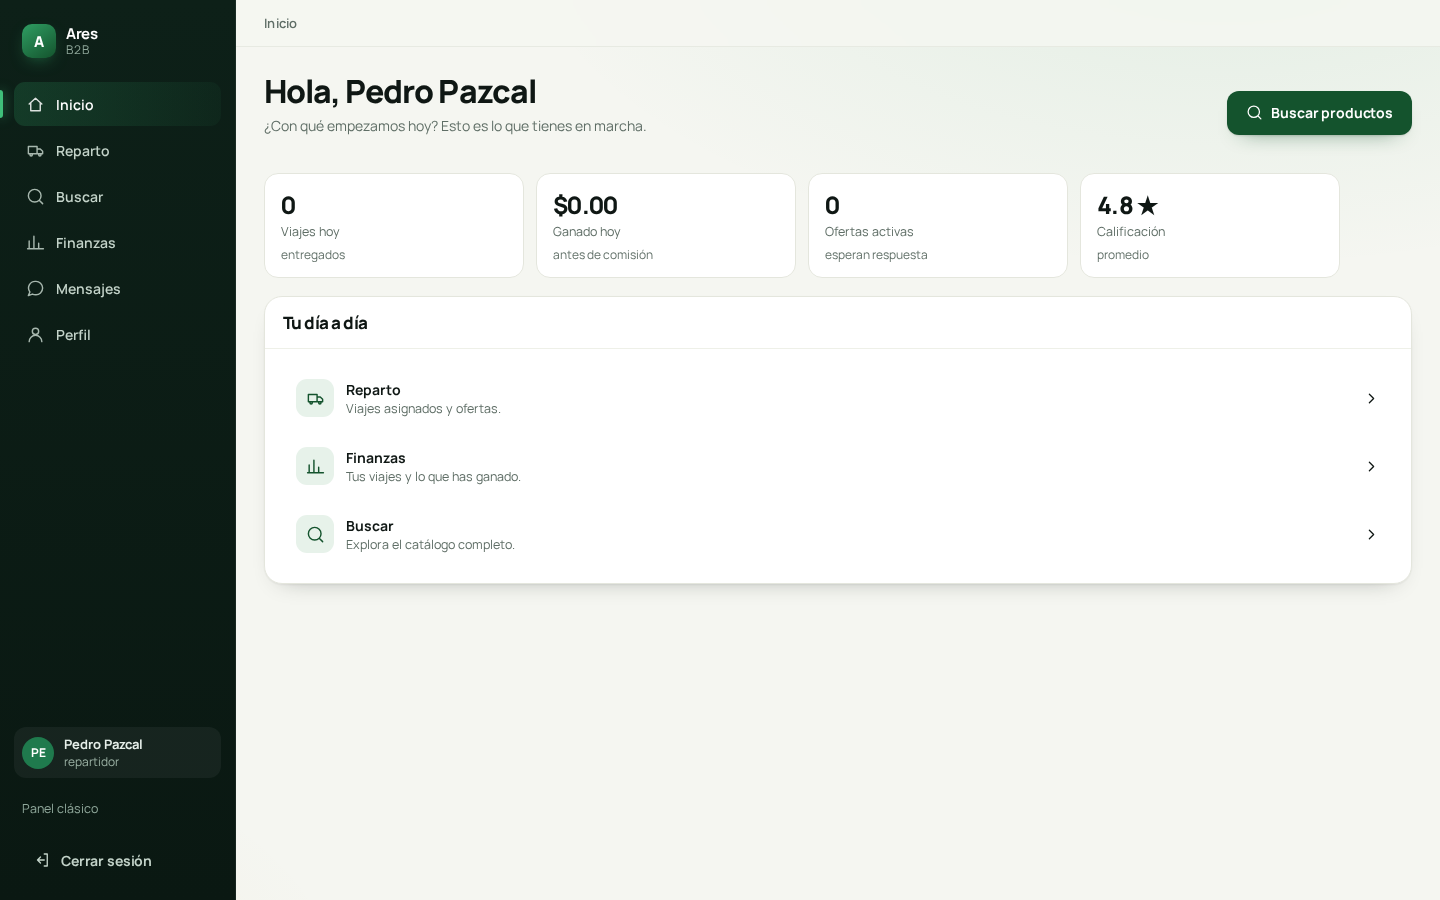 A
Ares
B2B
Inicio
Reparto
Buscar
Finanzas
Mensajes
Perfil
PE
Pedro Pazcal
repartidor
Panel clásico
Cerrar sesión
Inicio
Hola, Pedro Pazcal
¿Con qué empezamos hoy? Esto es lo que tienes en marcha.
Buscar productos
0
Viajes hoy
entregados
$0.00
Ganado hoy
antes de comisión
0
Ofertas activas
esperan respuesta
4.8 ★
Calificación
promedio
Tu día a día
Reparto
Viajes asignados y ofertas.
Finanzas
Tus viajes y lo que has ganado.
Buscar
Explora el catálogo completo.